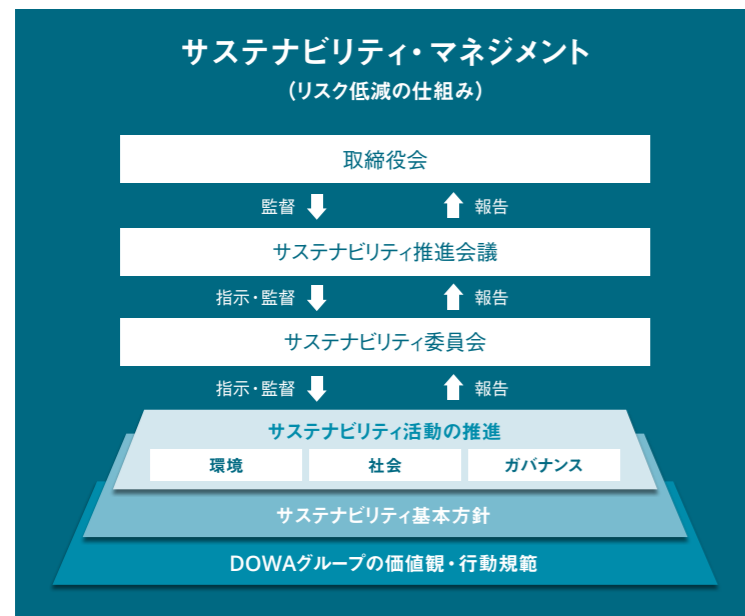 サステナビリティ・マネジメント
（リスク低減の仕組み）
取締役会
監督 報告
サステナビリティ推進会議
指示・監督 報告
サステナビリティ委員会
指示・監督 報告
サステナビリティ活動の推進
環境 社会 ガバナンス
サステナビリティ基本方針
DOWAグループの価値観・行動規範